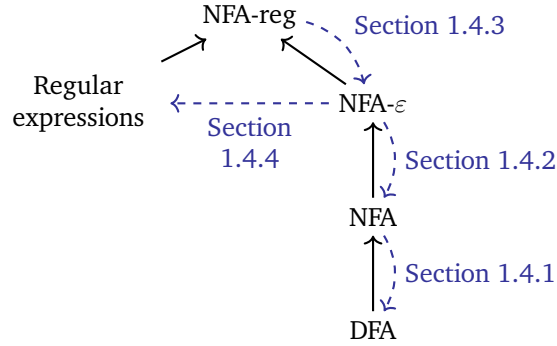 NFA-reg
Section 1.4.3
Regular
expressions
NFA-ε
Section
1.4.4
Section 1.4.2
NFA
Section 1.4.1
DFA